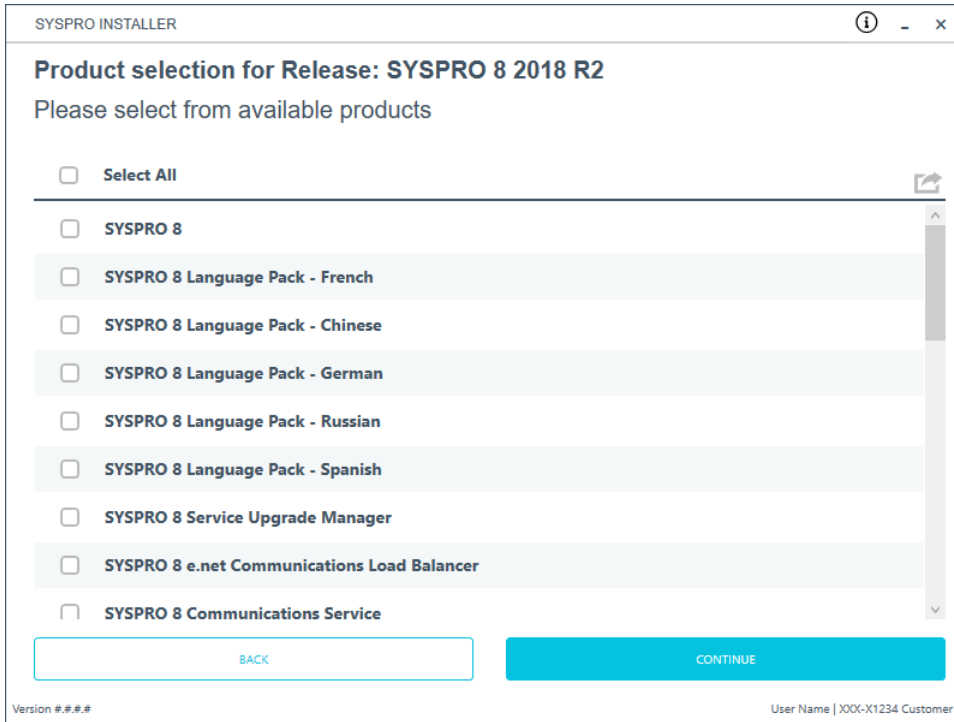 SYSPRO INSTALLER
Product selection for Release: SYSPRO 8 2018 R2
Please select from available products
Select All
SYSPRO 8
SYSPRO 8 Language Pack - French
SYSPRO 8 Language Pack - Chinese
SYSPRO 8 Language Pack - German
SYSPRO 8 Language Pack - Russian
SYSPRO 8 Language Pack - Spanish
SYSPRO 8 Service Upgrade Manager
SYSPRO 8 e.net Communications Load Balancer
SYSPRO 8 Communications Service
BACK CONTINUE
Version #.#.#.# User Name | XXX-X1234 Customer